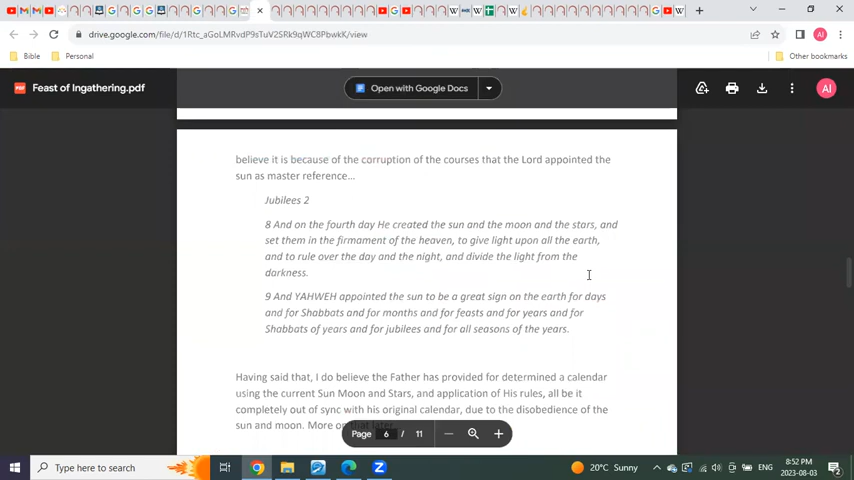 drive.google.com/file/d/1Rtc_aGoLMRvdP9sTuV2SRk9qWC8PbwkK/view
Bible
Personal
Other bookmarks
Feast of Ingathering.pdf
Open with Google Docs
AI
AI
believe it is because of the corruption of the courses that the Lord appointed the
sun as master reference…
Jubilees 2
8 And on the fourth day He created the sun and the moon and the stars, and
set them in the firmament of the heaven, to give light upon all the earth,
and to rule over the day and the night, and divide the light from the
darkness.
9 And YAHWEH appointed the sun to be a great sign on the earth for days
and for Shabbats and for months and for feasts and for years and for
Shabbats of years and for jubilees and for all seasons of the years.
Having said that, I do believe the Father has provided for determined a calendar
using the current Sun Moon and Stars, and application of His rules, all be it
completely out of sync with his original calendar, due to the disobedience of the
sun and moon. More on that later.
Page 6 / 11
Type here to search
20°C Sunny
ENG
8:52 PM
2023-08-03
2